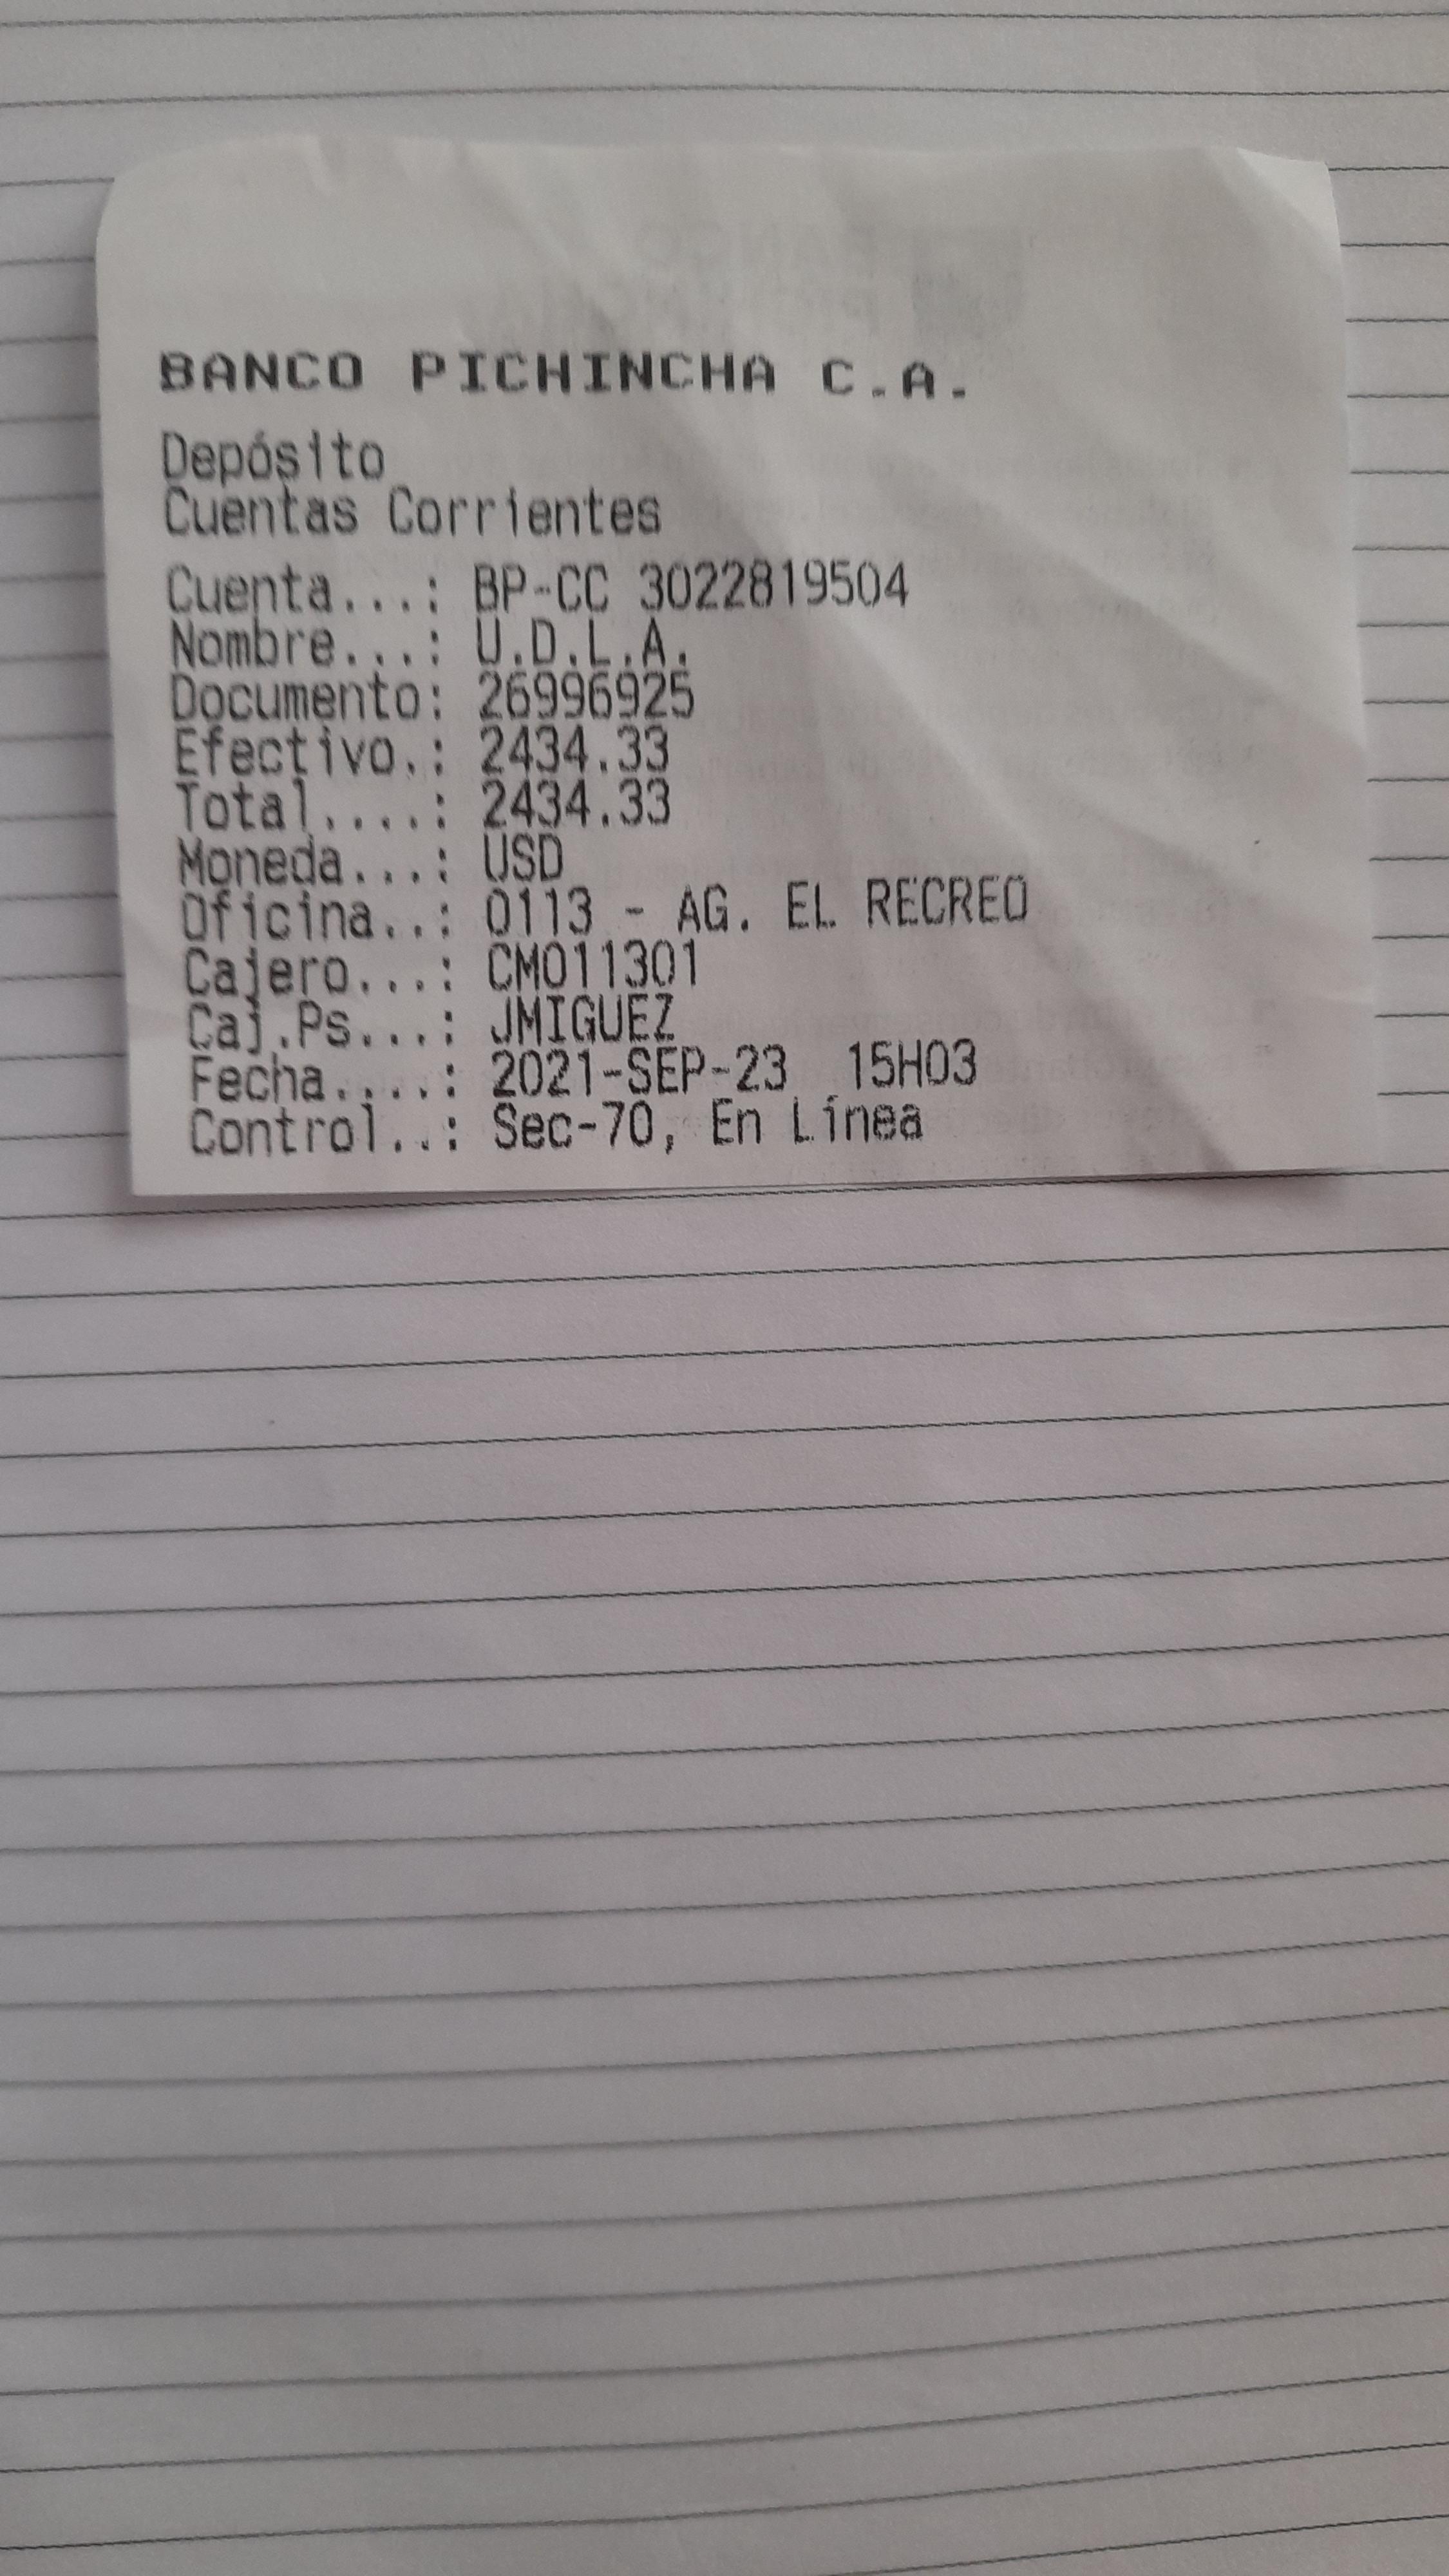 BANCO PICHINCHA C.A.
Depósito
Cuentas Corrientes
Cuenta...: BP-CC 3022819504
Nombre...: U.D.L.A.
Documento: 26996925
Efectivo.: 2434.33
Total....: 2434.33
Moneda...: USD
Oficina..: 0113 - AG. EL RECREO
Cajero...: CM011301
Caj.Ps...: JMIGUEZ
Fecha....: 2021-SEP-23 15H03
Control..: Sec-70, En Línea